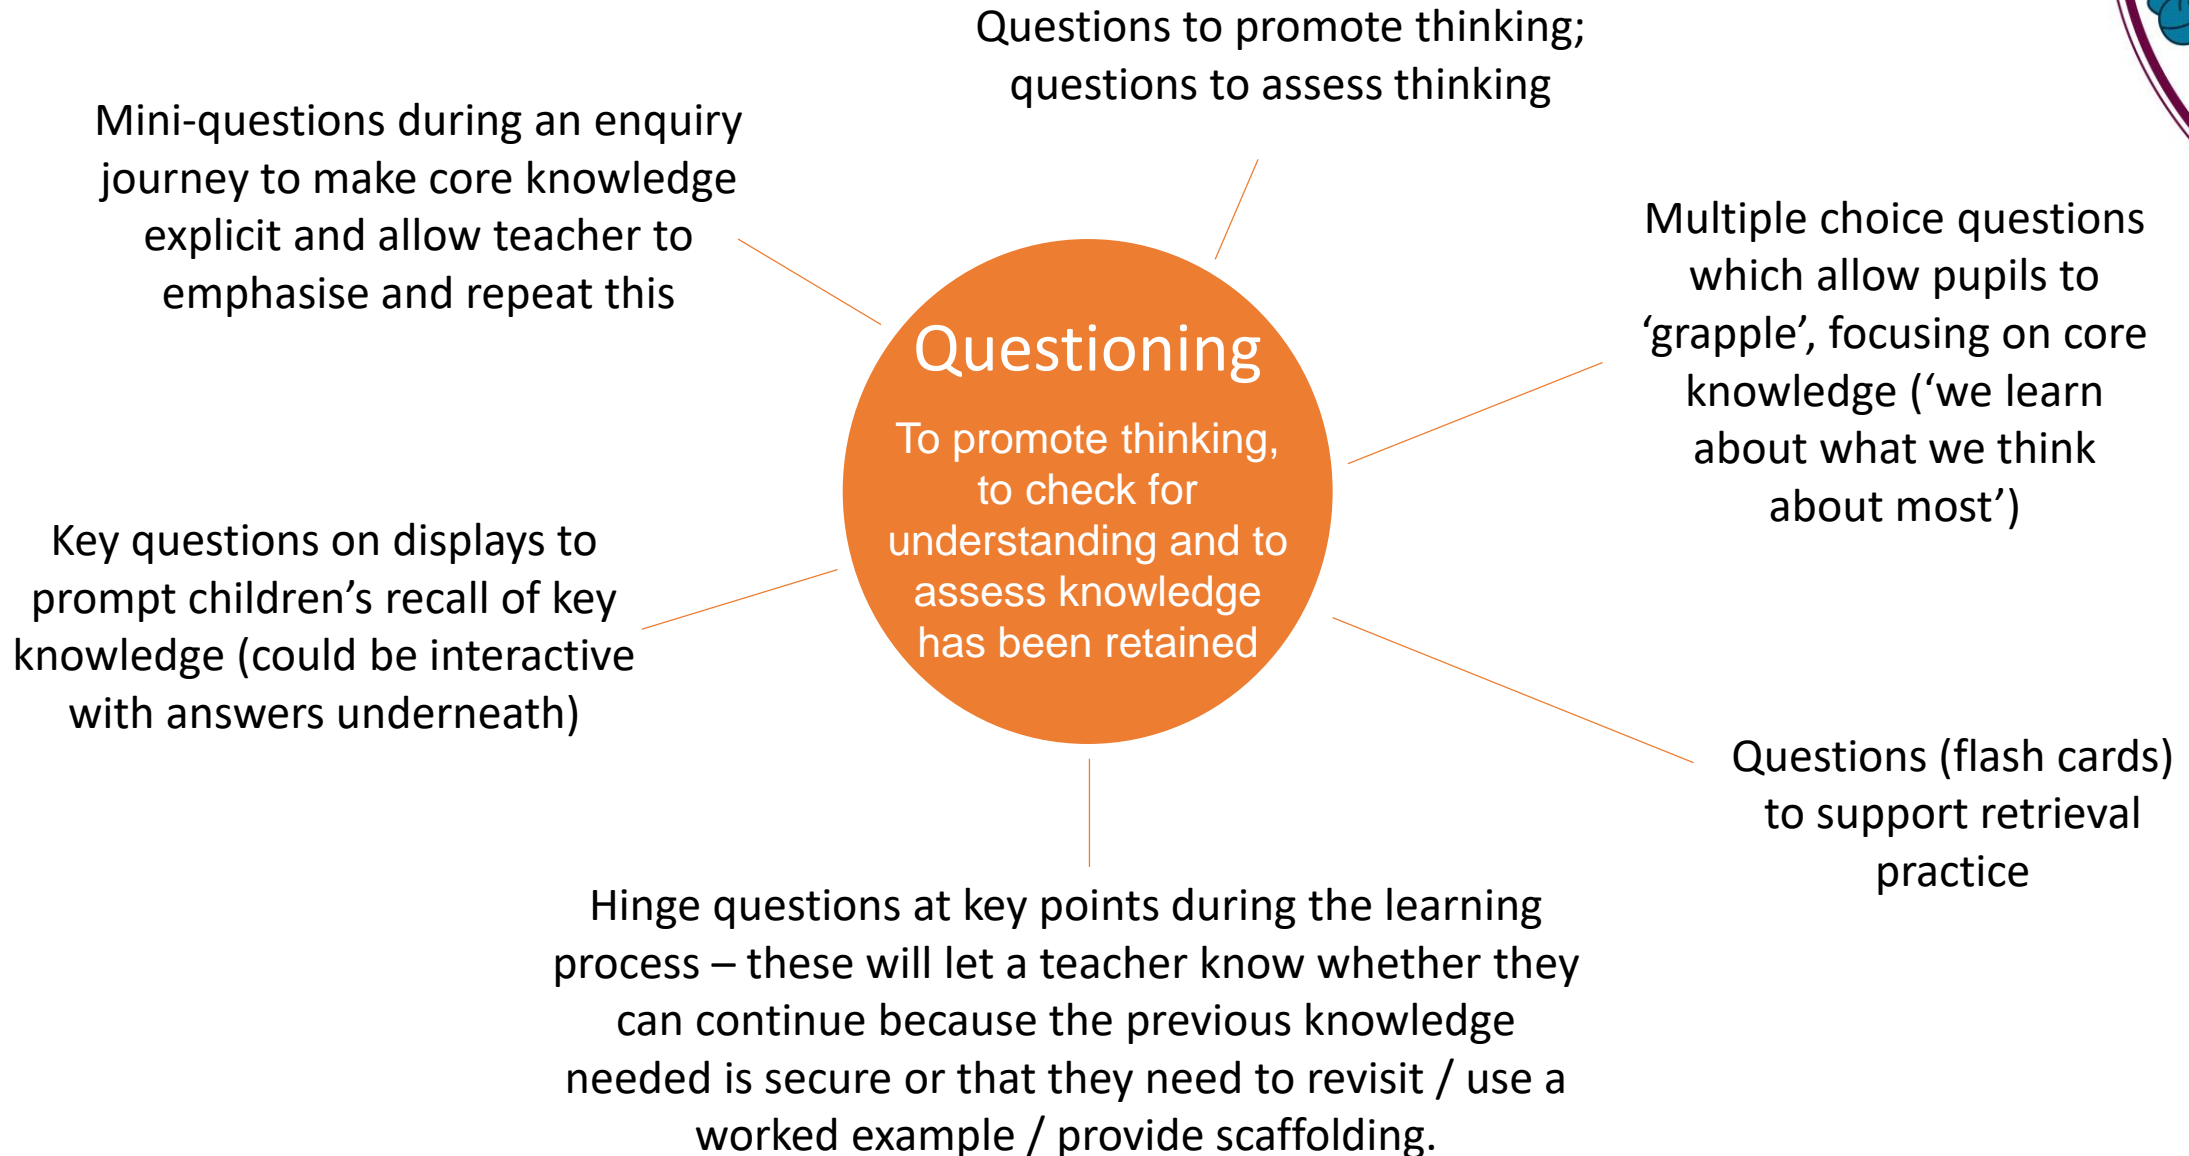 Questions to promote thinking;
questions to assess thinking
Mini-questions during an enquiry
journey to make core knowledge
explicit and allow teacher to
emphasise and repeat this
Multiple choice questions
which allow pupils to
‘grapple’, focusing on core
knowledge (‘we learn
about what we think
about most’)
Questioning
To promote thinking,
to check for
understanding and to
assess knowledge
has been retained
Key questions on displays to
prompt children’s recall of key
knowledge (could be interactive
with answers underneath)
Questions (flash cards)
to support retrieval
practice
Hinge questions at key points during the learning
process – these will let a teacher know whether they
can continue because the previous knowledge
needed is secure or that they need to revisit / use a
worked example / provide scaffolding.